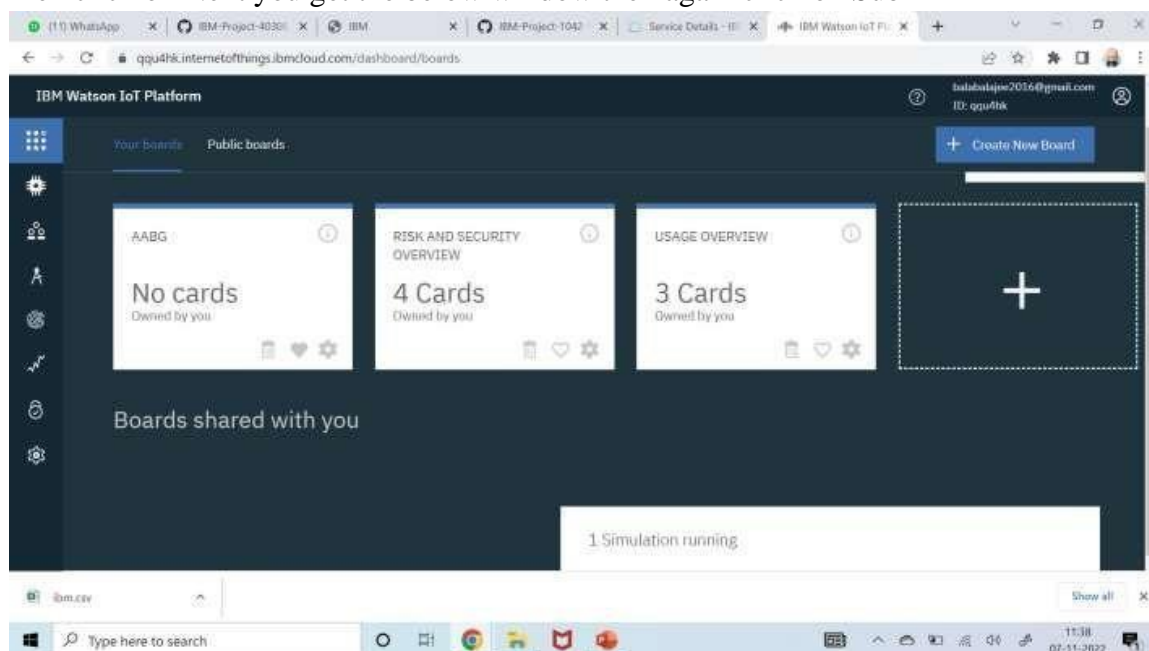 (11) WhatsApp
IBM-Project-4030
IBM
IBM-Project-1042
Service Details - IB
IBM Watson IoT Pl
qqu4hk.internetofthings.ibmcloud.com/dashboard/boards
IBM Watson IoT Platform
balabalajee2016@gmail.com
ID: qqu4hk
Your boards
Public boards
+ Create New Board
AABG
No cards
Owned by you
RISK AND SECURITY
OVERVIEW
4 Cards
Owned by you
USAGE OVERVIEW
3 Cards
Owned by you
Boards shared with you
1 Simulation running
ibm.csv
Show all
Type here to search
11:38
07-11-2022